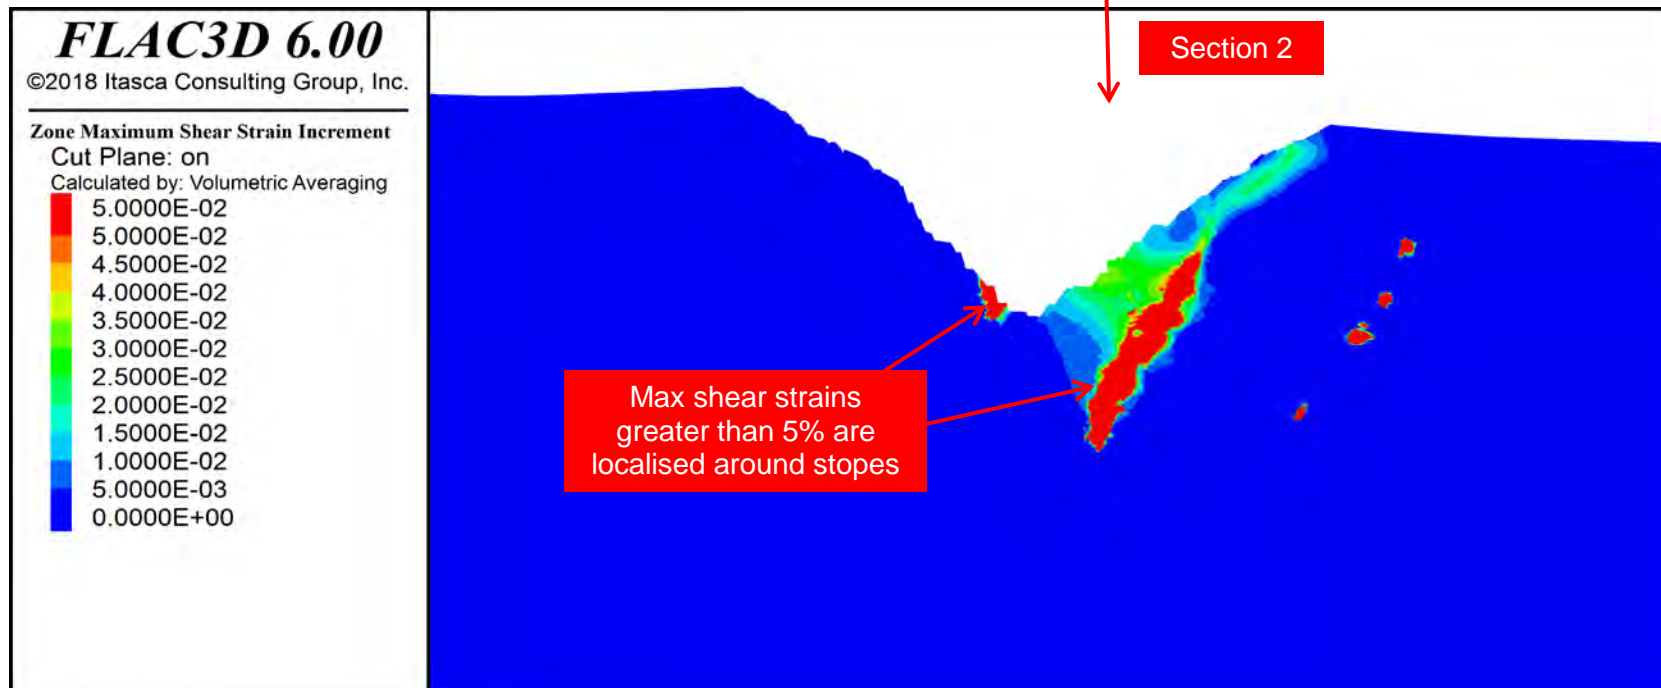 FLAC3D 6.00
©2018 Itasca Consulting Group, Inc.
Zone Maximum Shear Strain Increment
Cut Plane: on
Calculated by: Volumetric Averaging
5.0000E-02
5.0000E-02
4.5000E-02
4.0000E-02
3.5000E-02
3.0000E-02
2.5000E-02
2.0000E-02
1.5000E-02
1.0000E-02
5.0000E-03
0.0000E+00
Section 2
Max shear strains
greater than 5% are
localised around stopes